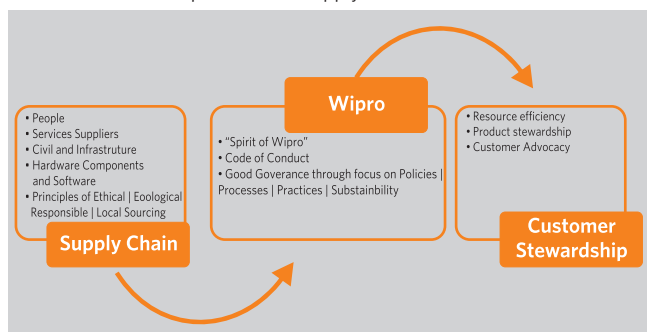 • People
• Services Suppliers
• Civil and Infrastruture
• Hardware Components
and Software
• Principles of Ethical | Eoological
Responsible | Local Sourcing
Supply Chain
Wipro
• “Spirit of Wipro”
• Code of Conduct
• Good Goverance through focus on Policies |
Processes | Practices | Substainbility
• Resource efficiency
• Product stewardship
• Customer Advocacy
Customer
Stewardship